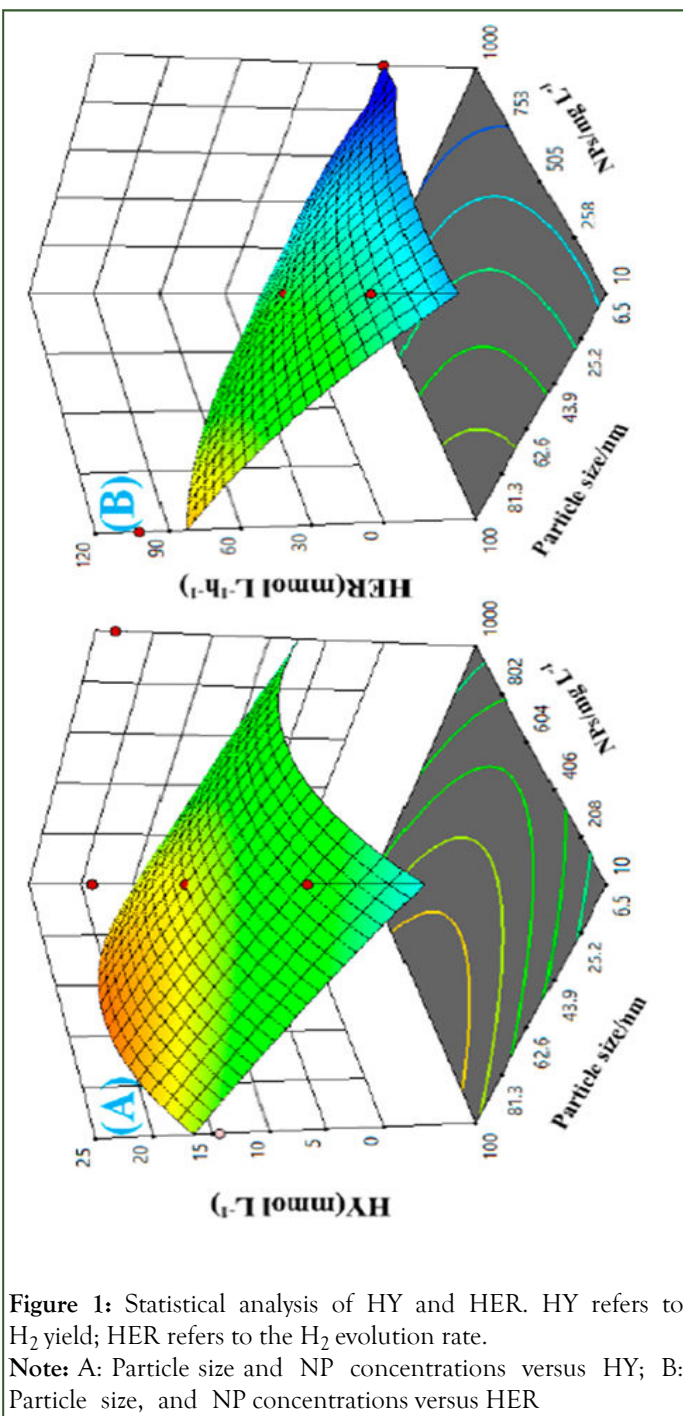 (B)
HER(mmol L⁻¹h⁻¹)
120
90
60
30
0
Particle size/nm
100
81.3
62.6
43.9
25.2
6.5
NPs/mg L⁻¹
10
258
505
753
1000
(A)
HY(mmol L⁻¹)
25
20
15
10
5
0
Particle size/nm
100
81.3
62.6
43.9
25.2
6.5
NPs/mg L⁻¹
10
208
406
604
802
1000
Figure 1: Statistical analysis of HY and HER. HY refers to
H₂ yield; HER refers to the H₂ evolution rate.
Note: A: Particle size and NP concentrations versus HY; B:
Particle size, and NP concentrations versus HER